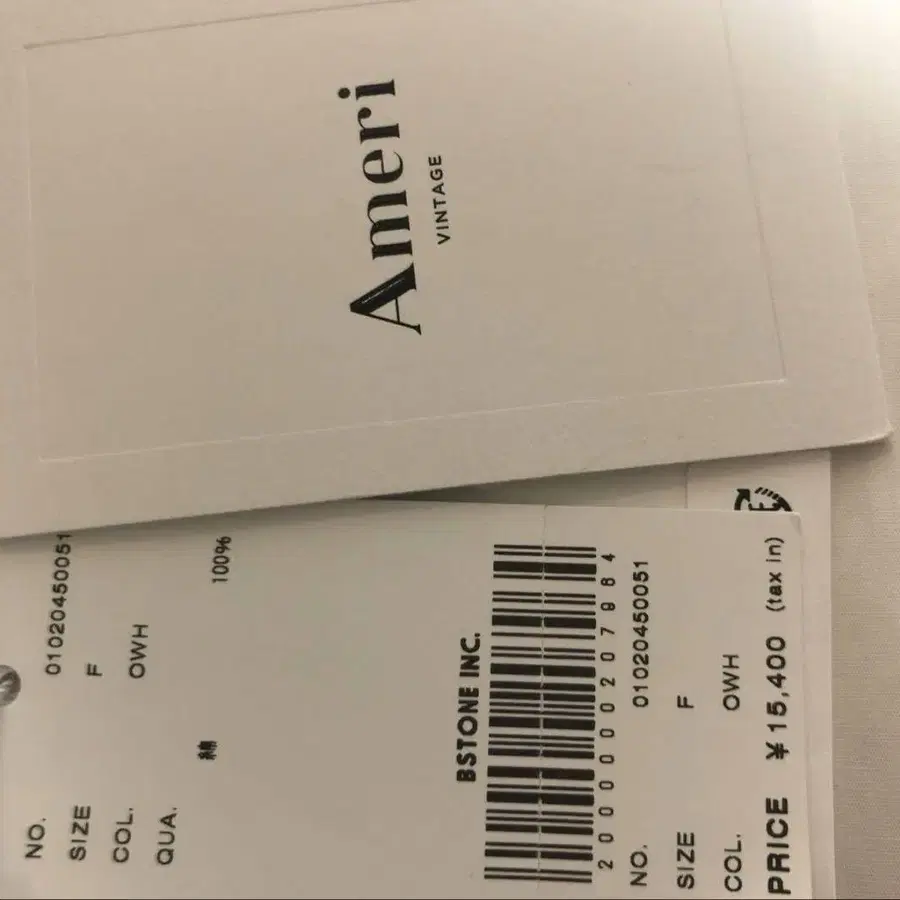 Ameri
VINTAGE
NO. 01020450051
SIZE F
COL. OWH
QUA.
綿 100%
BSTONE INC.
2000000207984
NO. 01020450051
SIZE F
COL. OWH
PRICE ¥15,400 (tax in)